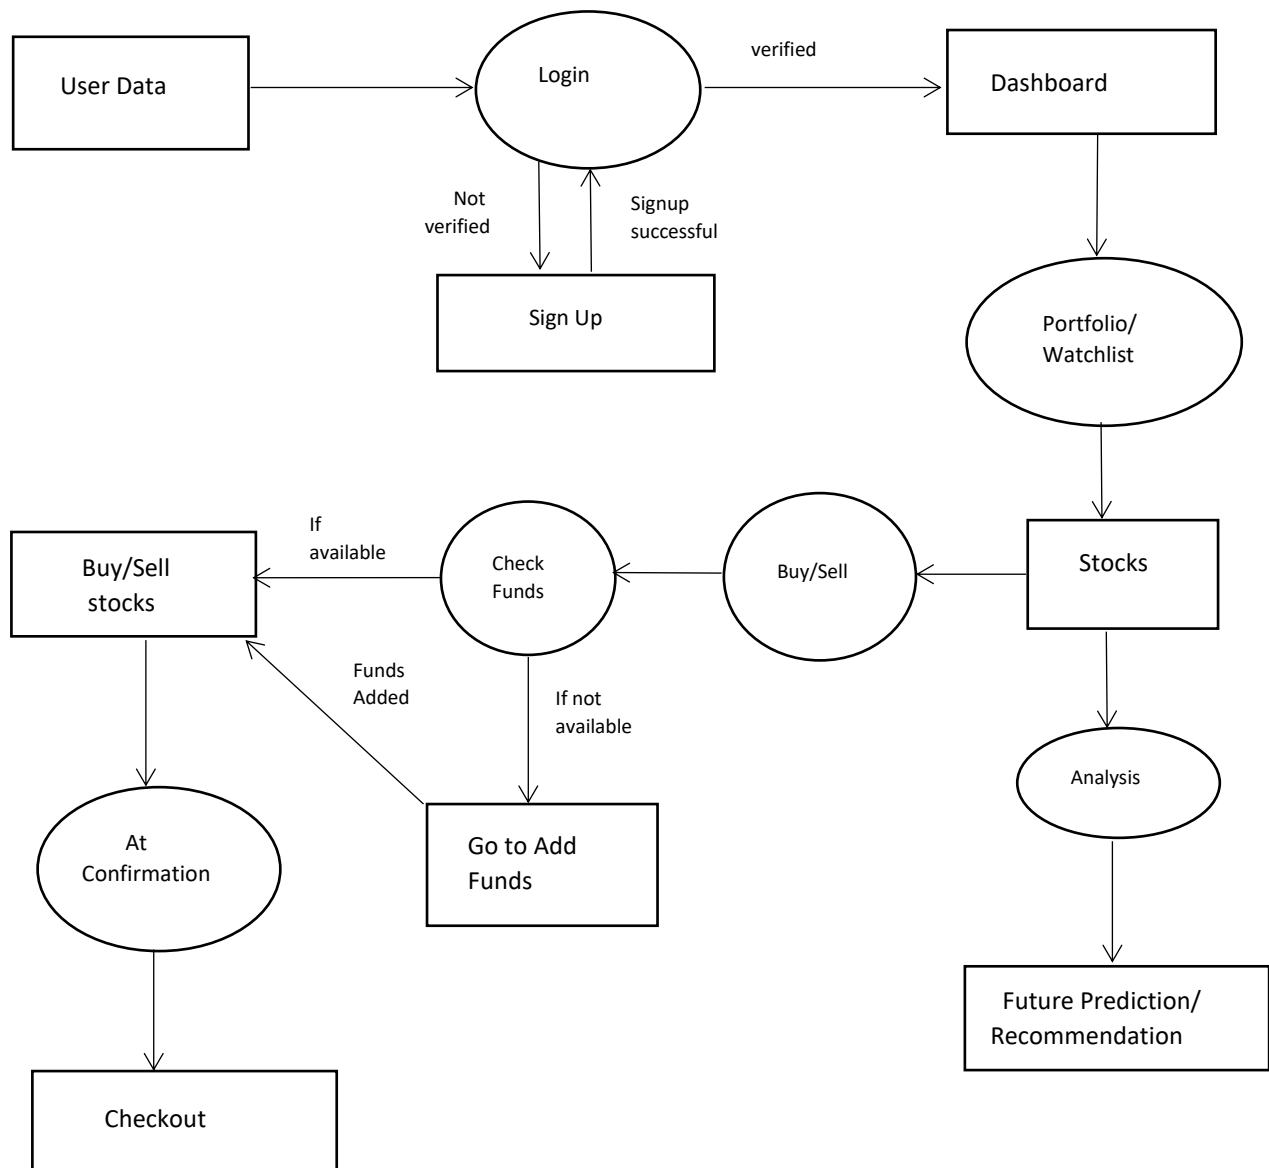 User Data
Login
verified
Dashboard
Not
verified
Signup
successful
Sign Up
Portfolio/
Watchlist
If
available
Buy/Sell
stocks
Check
Funds
Buy/Sell
Stocks
Funds
Added
If not
available
Analysis
At
Confirmation
Go to Add
Funds
Future Prediction/
Recommendation
Checkout